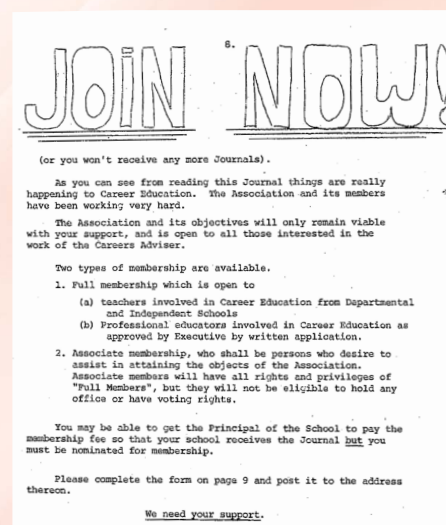 6.
JOIN NOW!
(or you won't receive any more Journals).
As you can see from reading this Journal things are really
happening to Career Education. The Association and its members
have been working very hard.
The Association and its objectives will only remain viable
with your support, and is open to all those interested in the
work of the Careers Adviser.
Two types of membership are available.
1. Full membership which is open to
(a) teachers involved in Career Education from Departmental
and Independent Schools
(b) Professional educators involved in Career Education as
approved by Executive by written application.
2. Associate membership, who shall be persons who desire to
assist in attaining the objects of the Association.
Associate members will have all rights and privileges of
"Full Members", but they will not be eligible to hold any
office or have voting rights.
You may be able to get the Principal of the School to pay the
membership fee so that your school receives the Journal but you
must be nominated for membership.
Please complete the form on page 9 and post it to the address
thereon.
We need your support.